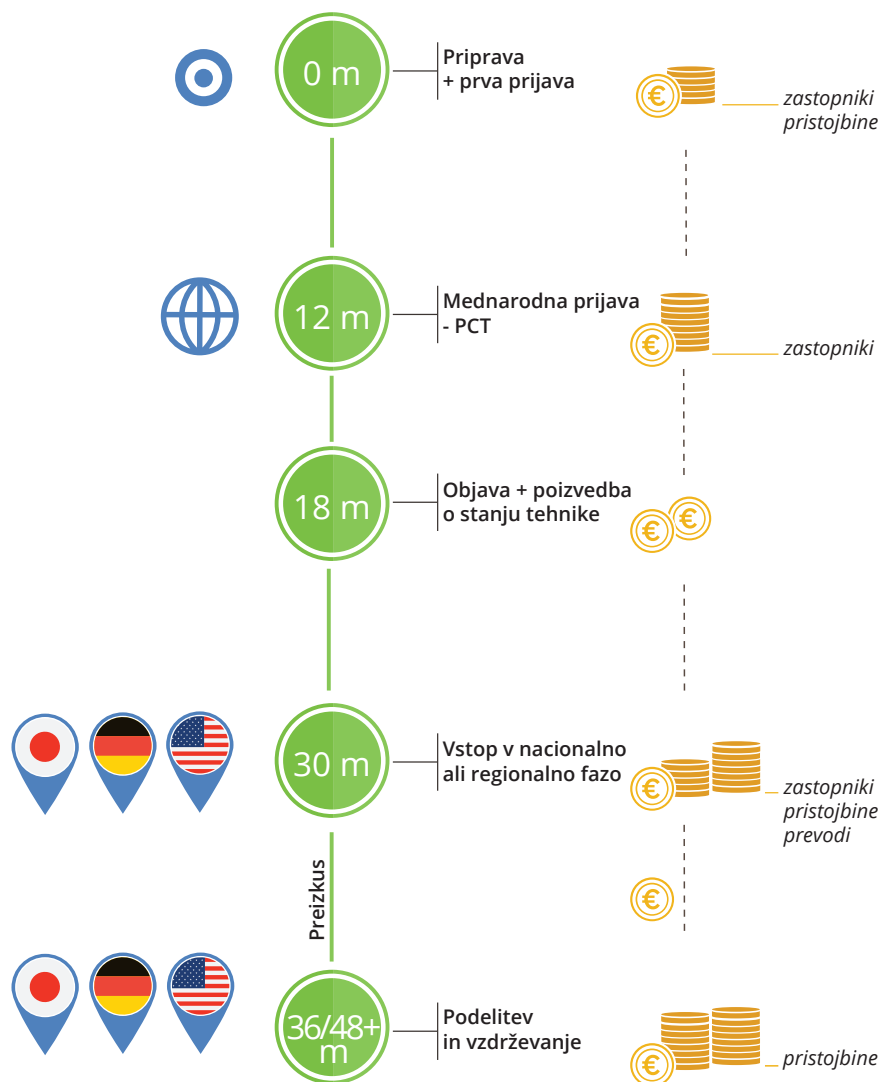 0 m
Priprava
+ prva prijava
€
zastopniki
pristojbine
12 m
Mednarodna prijava
- PCT
€
zastopniki
18 m
Objava + poizvedba
o stanju tehnike
€
€
30 m
Vstop v nacionalno
ali regionalno fazo
€
zastopniki
pristojbine
prevodi
Preizkus
€
36/48+
m
Podelitev
in vzdrževanje
€
pristojbine